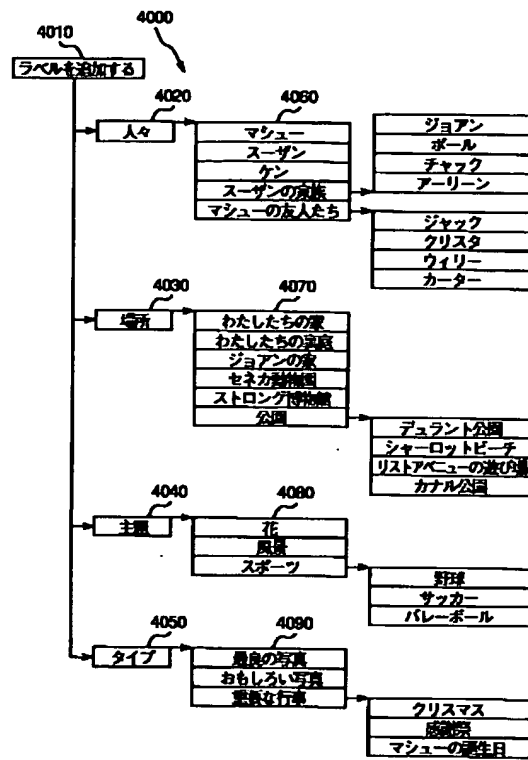 4000
4010
ラベルを追加する
4020
人々
4060
マシュー
スーザン
ケン
スーザンの家族
マシューの友人たち
ジョアン
ポール
チャック
アーリーン
ジャック
クリスタ
ウィリー
カーター
4030
場所
4070
わたしたちの家
わたしたちの家庭
ジョアンの家
セネカ動物園
ストロング博物館
公園
デュラント公園
シャーロットビーチ
リストアベニューの遊び場
カナル公園
4040
主題
4080
花
風景
スポーツ
野球
サッカー
バレーボール
4050
タイプ
4090
最良の写真
おもしろい写真
重要な行事
クリスマス
感謝祭
マシューの誕生日